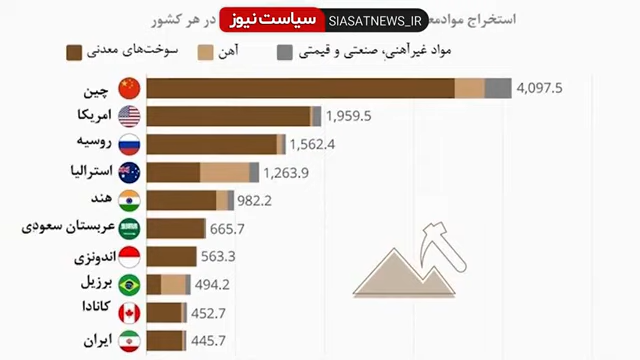 استخراج
سیاست نیوز SIASATNEWS_IR
در هر کشور
سوخت‌های معدنی آهن مواد غیرآهنی، صنعتی و قیمتی
چین 4,097.5
امریکا 1,959.5
روسیه 1,562.4
استرالیا 1,263.9
هند 982.2
عربستان سعودی 665.7
اندونزی 563.3
برزیل 494.2
کانادا 452.7
ایران 445.7